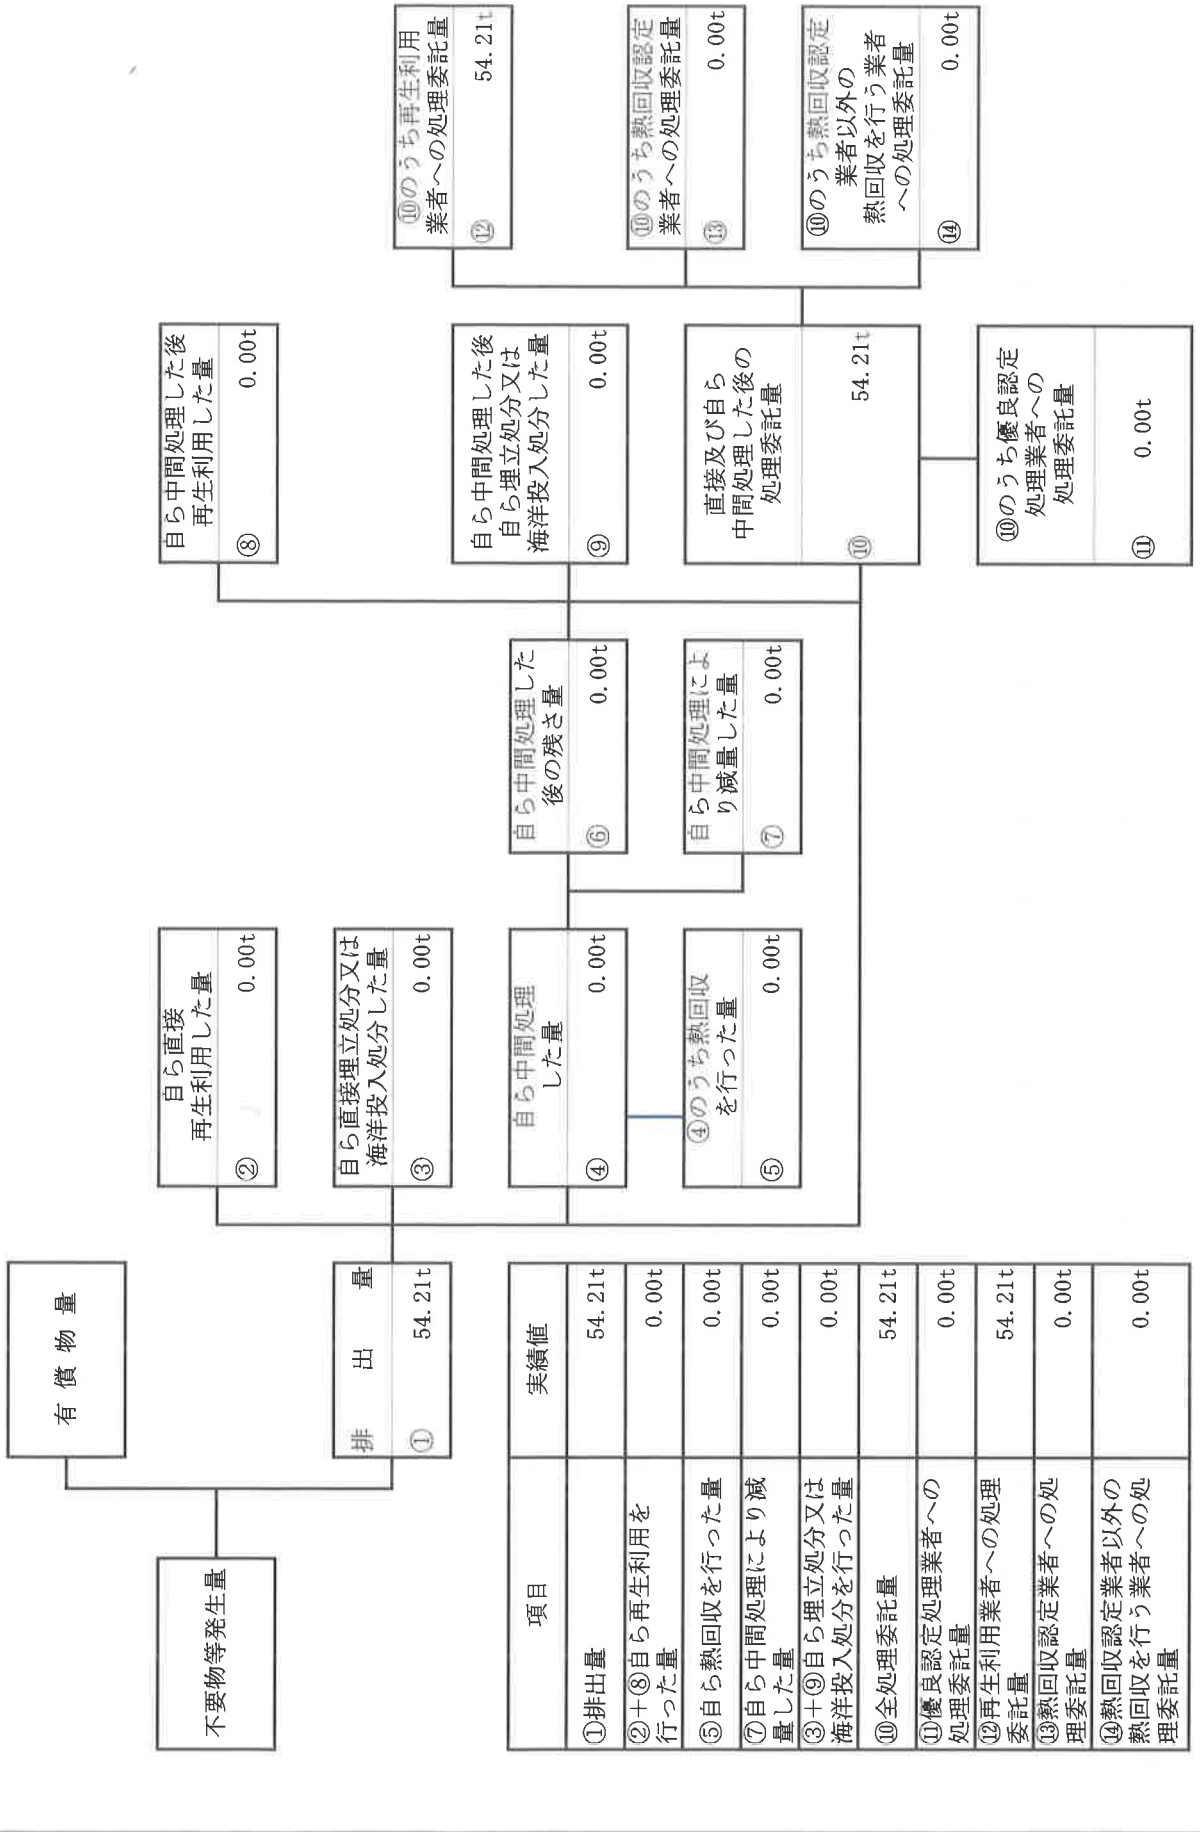 有償物量
不要物等発生量
排出量
① 54.21t
自ら直接
再生利用した量
② 0.00t
自ら直接埋立処分又は
海洋投入処分した量
③ 0.00t
自ら中間処理
した量
④ 0.00t
④のうち熱回収
を行った量
⑤ 0.00t
自ら中間処理した
後の残さ量
⑥ 0.00t
自ら中間処理によ
り減量した量
⑦ 0.00t
自ら中間処理した後
再生利用した量
⑧ 0.00t
自ら中間処理した後
自ら埋立処分又は
海洋投入処分した量
⑨ 0.00t
直接及び自ら
中間処理した後の
処理委託量
⑩ 54.21t
⑩のうち優良認定
処理業者への
処理委託量
⑪ 0.00t
⑩のうち再生利用
業者への処理委託量
⑫ 54.21t
⑩のうち熱回収認定
業者への処理委託量
⑬ 0.00t
⑩のうち熱回収認定
業者以外の
熱回収を行う業者
への処理委託量
⑭ 0.00t
項目 実績値
①排出量 54.21t
②＋⑧自ら再生利用を
行った量 0.00t
⑤自ら熱回収を行った量 0.00t
⑦自ら中間処理により減
量した量 0.00t
③＋⑨自ら埋立処分又は
海洋投入処分を行った量 0.00t
⑩全処理委託量 54.21t
⑪優良認定処理業者への
処理委託量 0.00t
⑫再生利用業者への処理
委託量 54.21t
⑬熱回収認定業者への処
理委託量 0.00t
⑭熱回収認定業者以外の
熱回収を行う業者への処
理委託量 0.00t